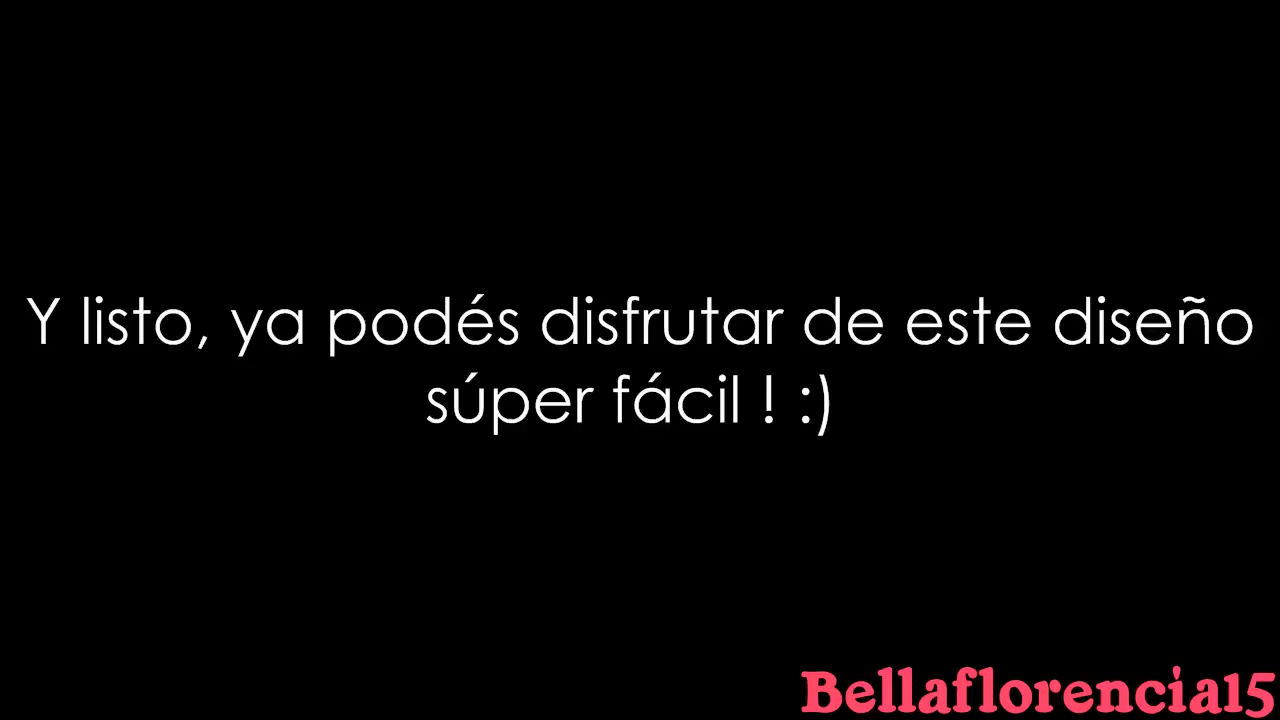 Y listo, ya podés disfrutar de este diseño
súper fácil ! :)
Bellaflorencia15